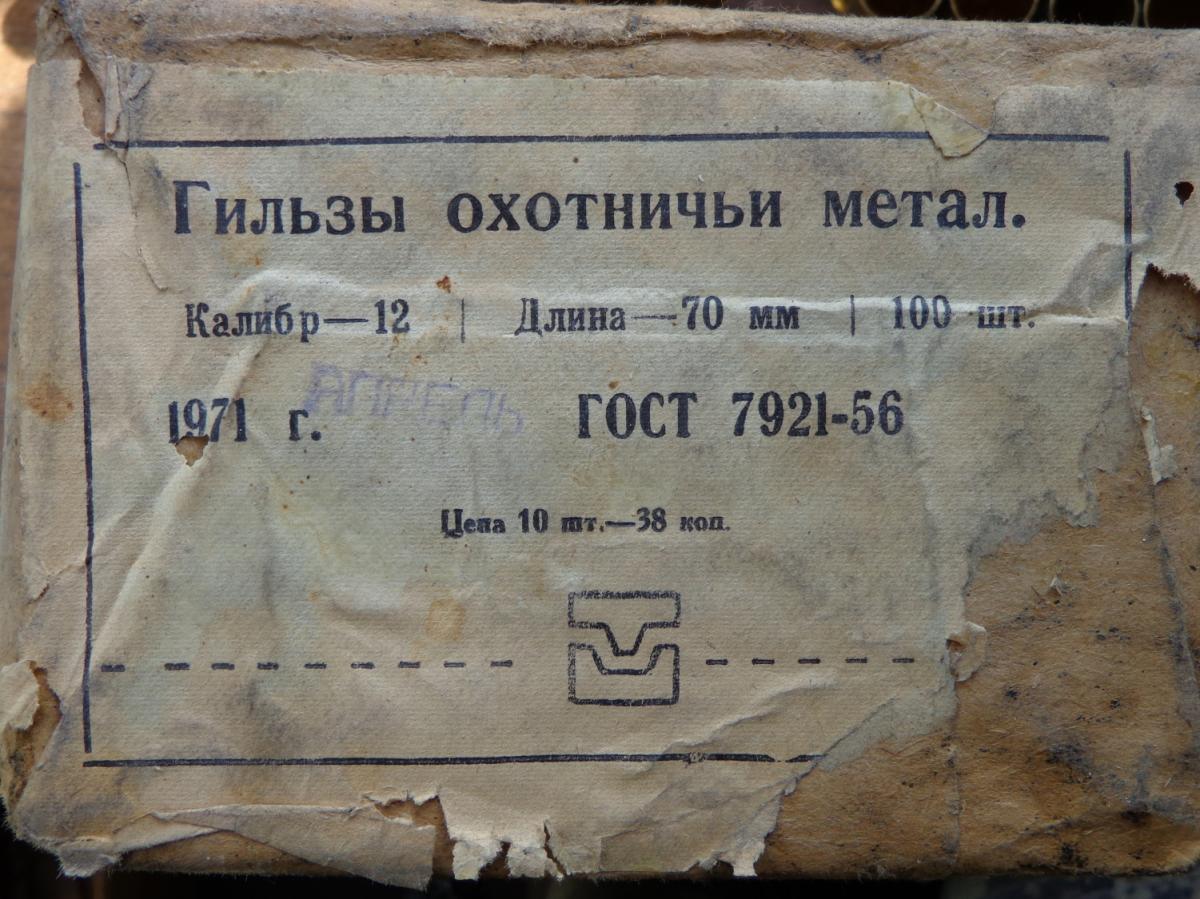 Гильзы охотничьи метал.
Калибр—12 | Длина—70 мм | 100 шт.
1971 г. АПРЕЛЬ ГОСТ 7921-56
Цена 10 шт.—38 коп.